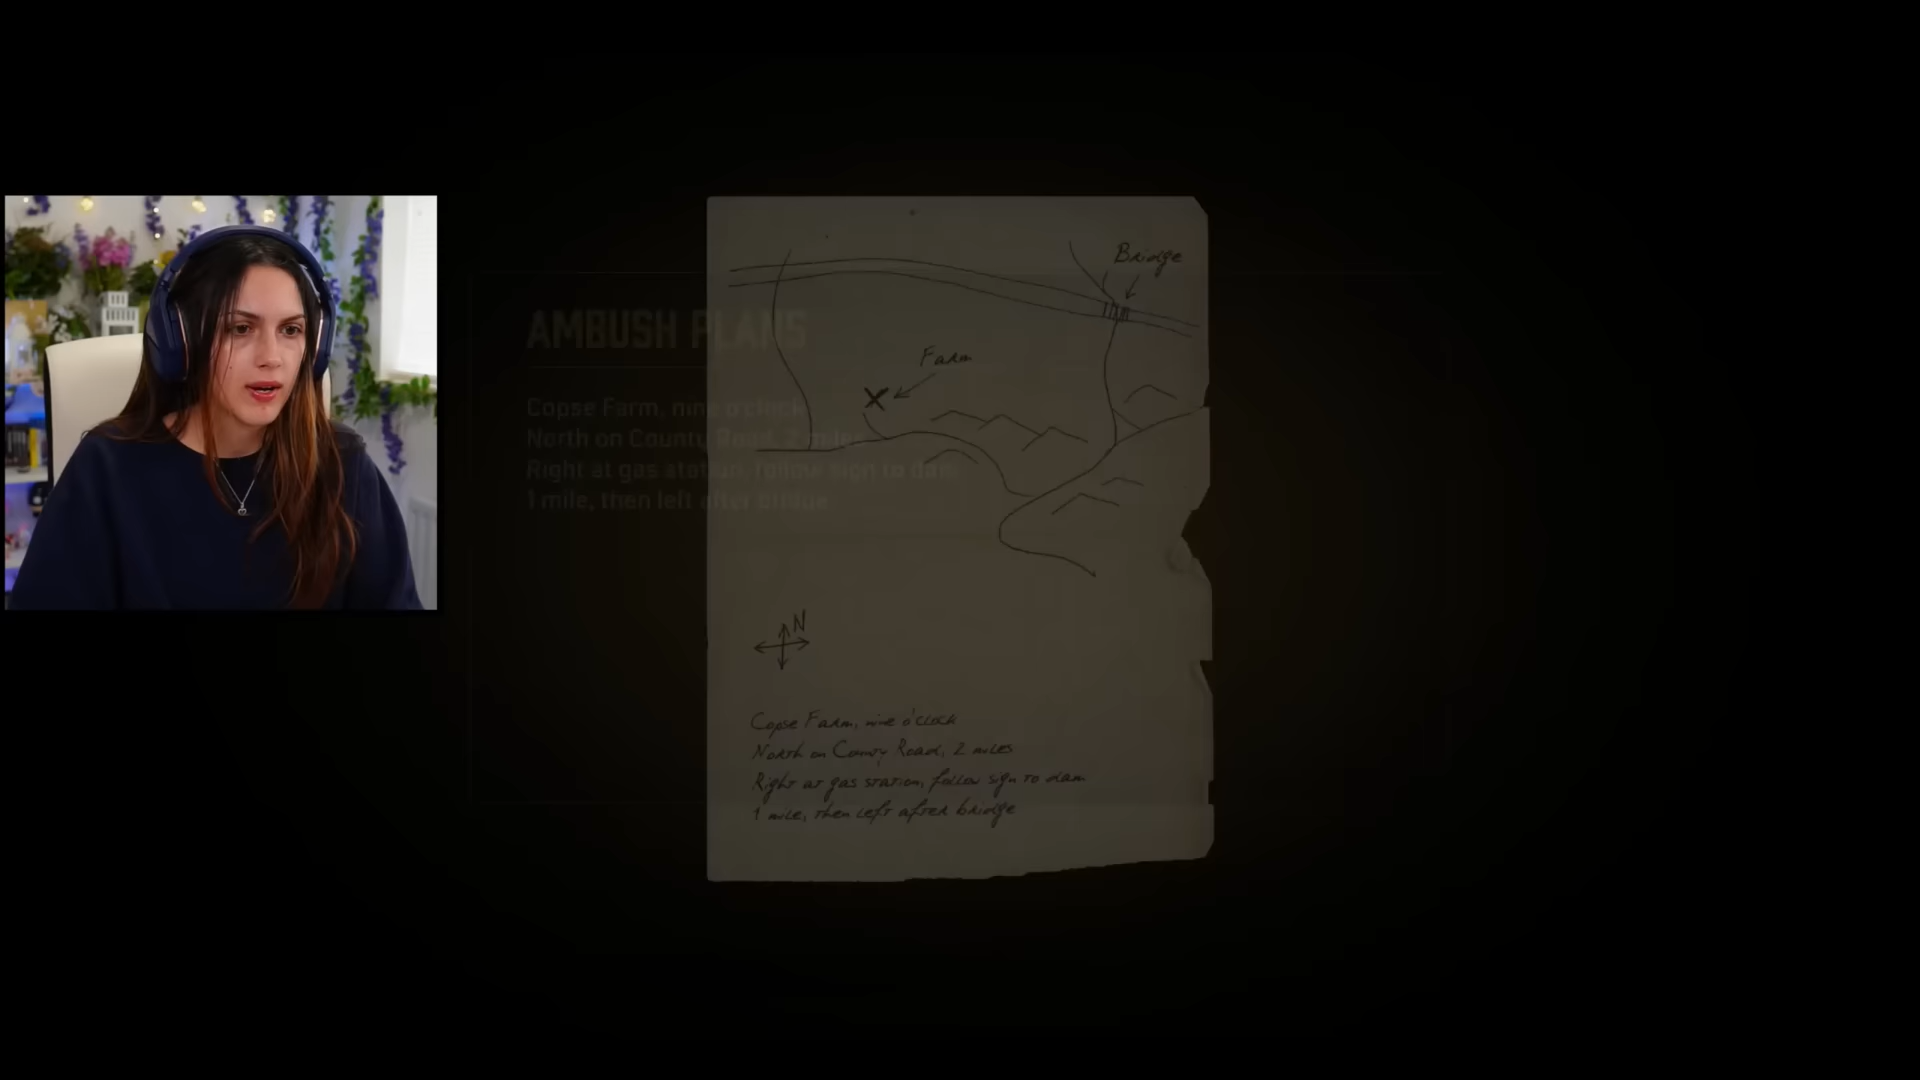 AMBUSH PLANS
Copse Farm, nine o'clock
North on County Road, 2 miles
Right at gas station, follow sign to dam
1 mile, then left after bridge
Bridge
Farm
N
Copse Farm, nine o'clock
North on County Road, 2 miles
Right at gas station, follow sign to dam
1 mile, then left after bridge